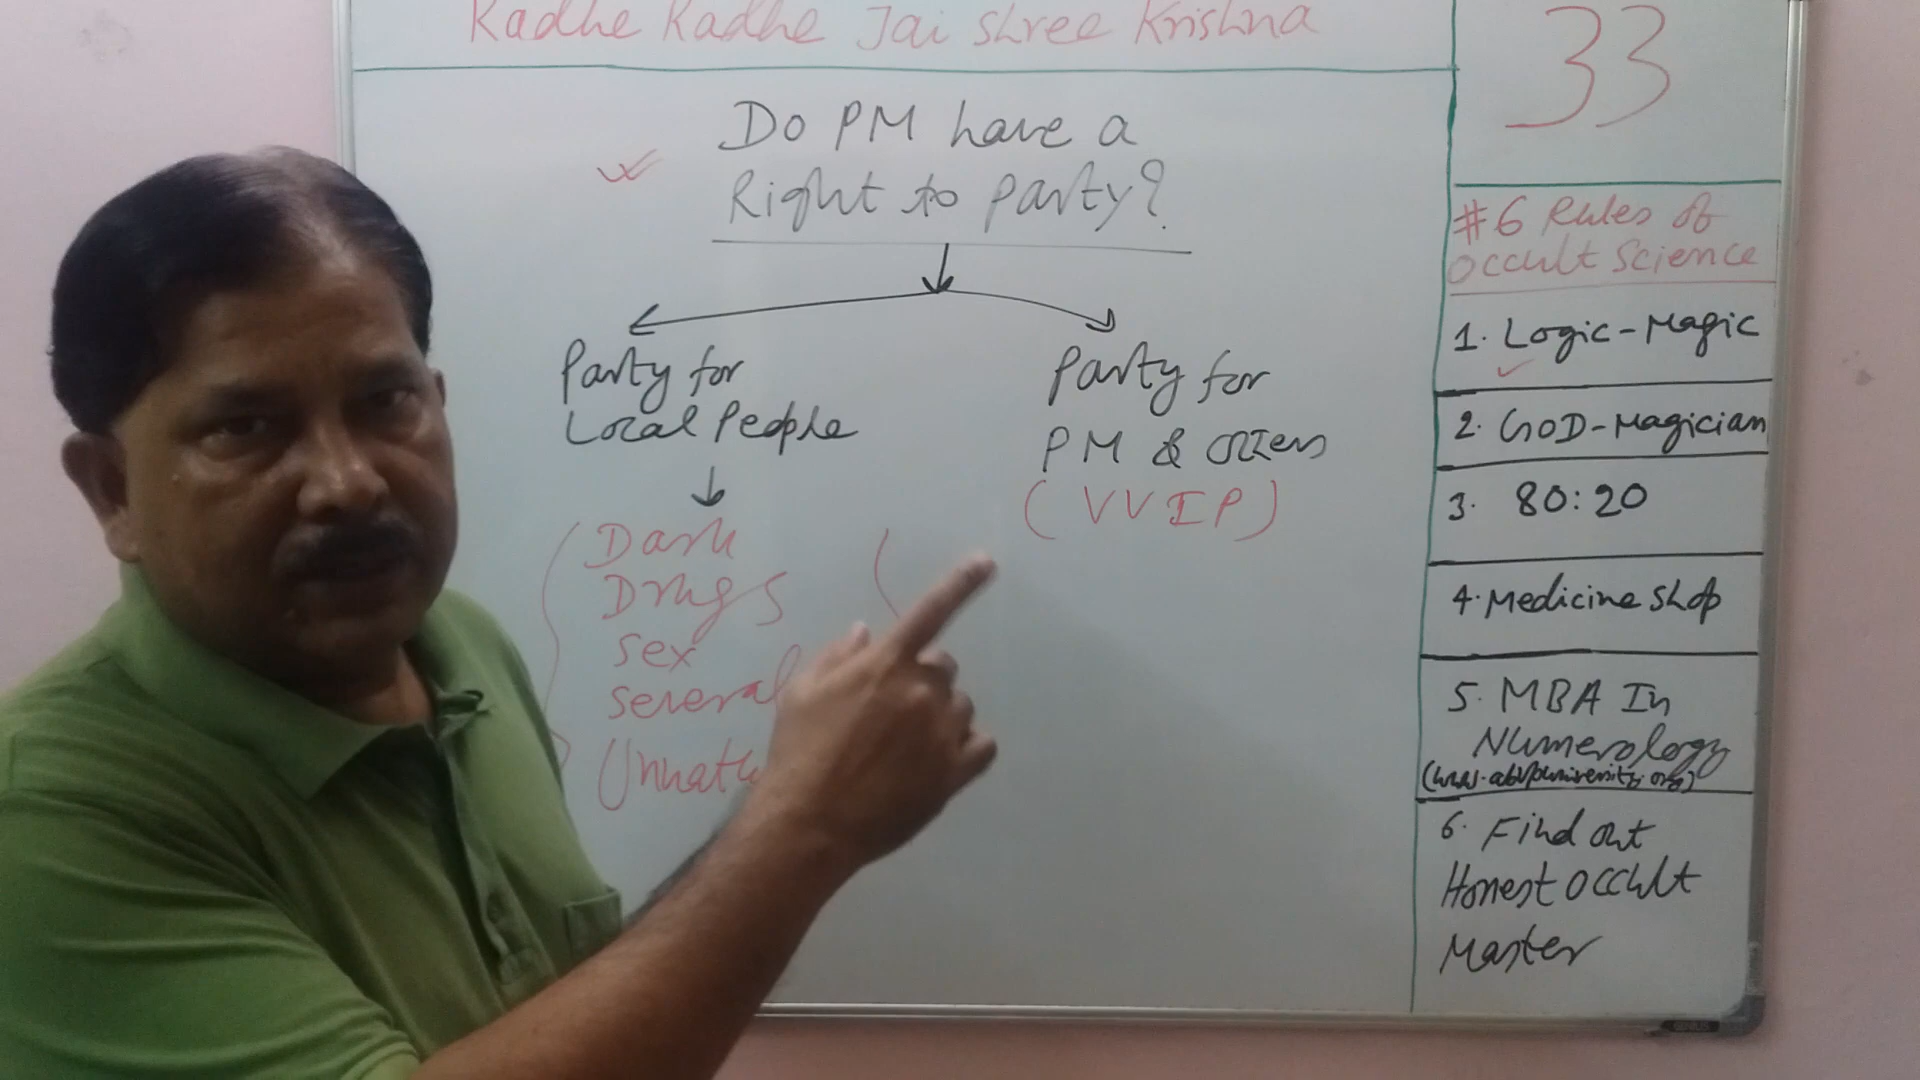 Radhe Radhe Jai Shree Krishna
33
Do PM have a
Right to Party?
Party for
Local People
Dark
Drugs
Sex
Several
Party for
PM & Others
(VVIP)
#6 Rules of
Occult Science
1. Logic-Magic
2. GOD-Magician
3. 80:20
4. Medicine Shop
5. MBA In
Numerology
6. Find out
Honest Occult
Master